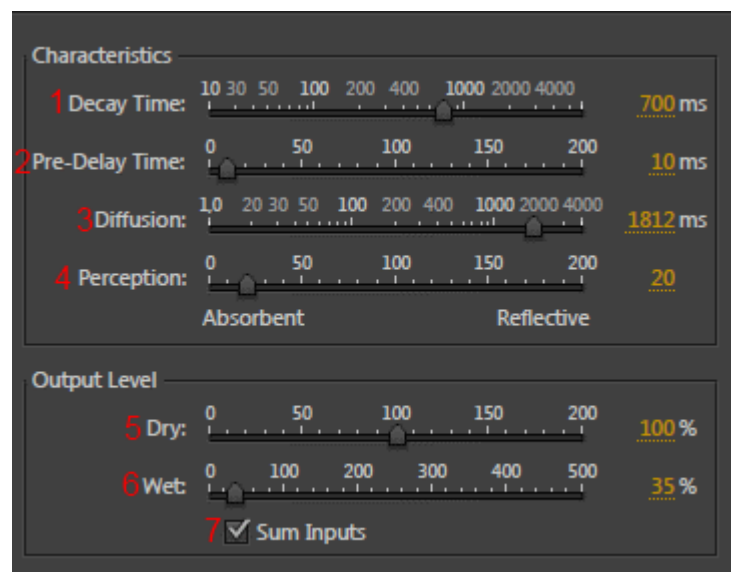 Characteristics
10 30 50 100 200 400 1000 2000 4000
1 Decay Time: 700 ms
0 50 100 150 200
2 Pre-Delay Time: 10 ms
1,0 20 30 50 100 200 400 1000 2000 4000
3 Diffusion: 1812 ms
0 50 100 150 200
4 Perception: 20
Absorbent Reflective
Output Level
0 50 100 150 200
5 Dry: 100 %
0 100 200 300 400 500
6 Wet: 35 %
7 Sum Inputs